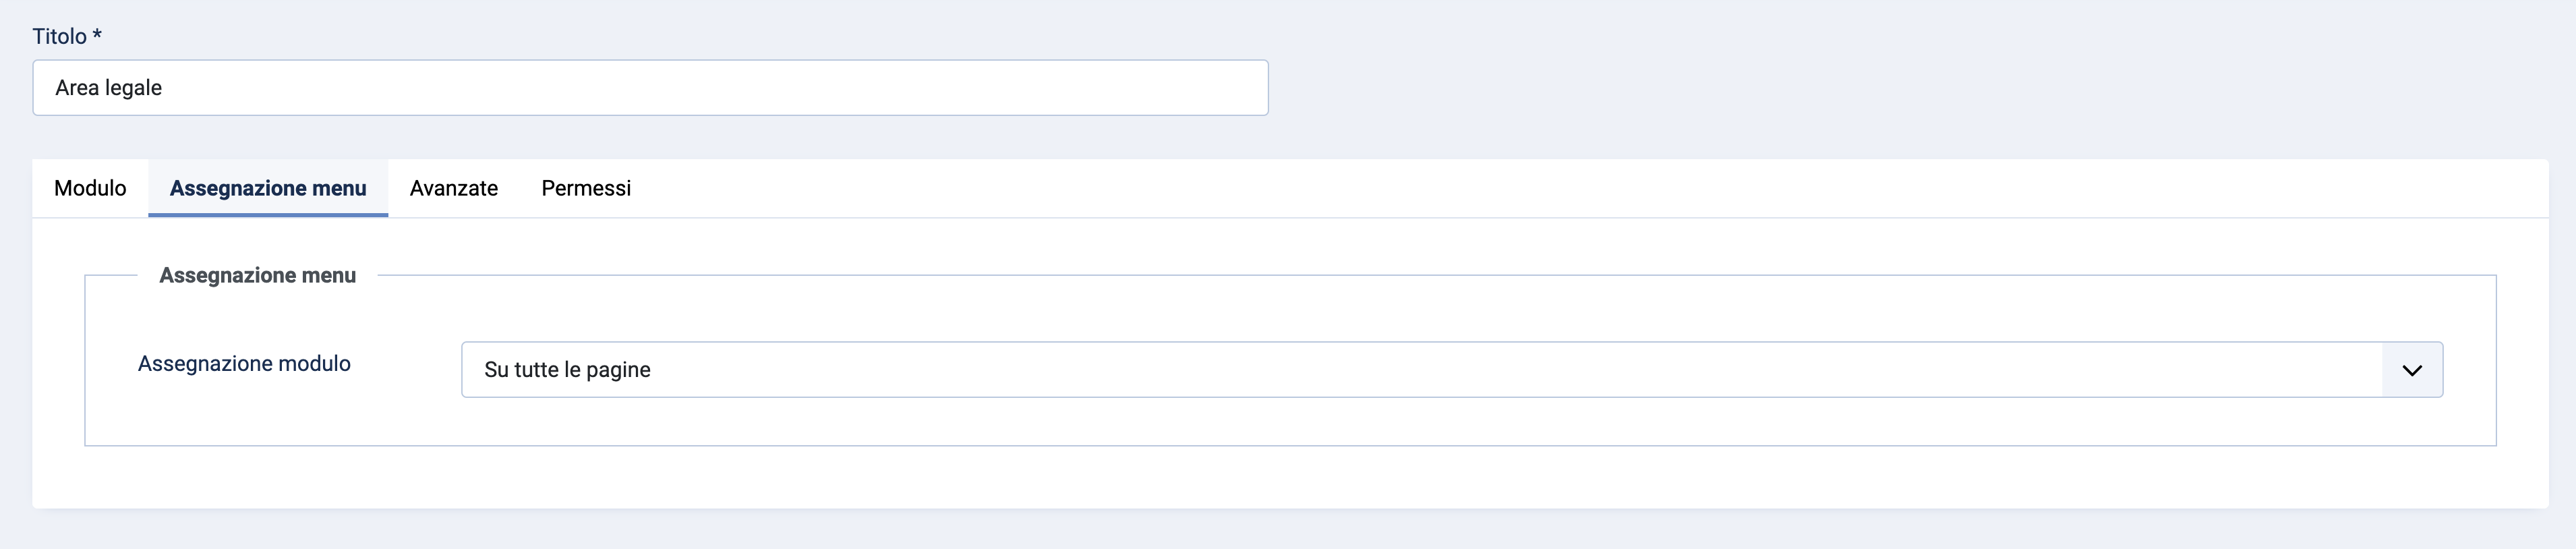 Titolo *
Area legale
Modulo
Assegnazione menu
Avanzate
Permessi
Assegnazione menu
Assegnazione modulo
Su tutte le pagine